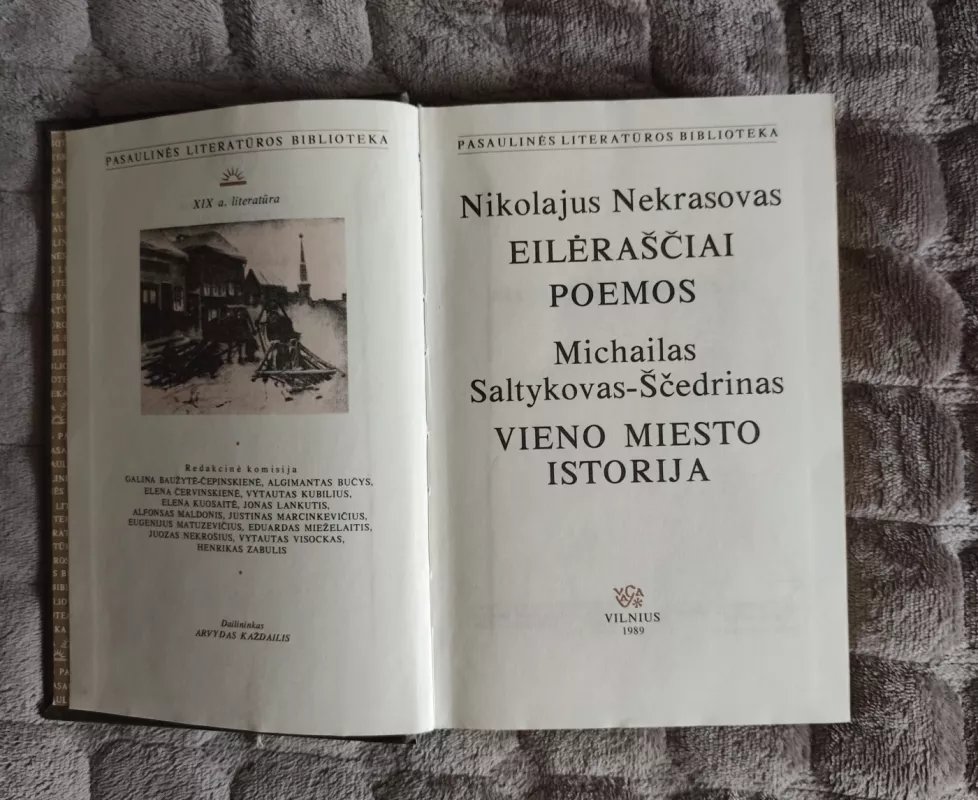 PASAULINĖS LITERATŪROS BIBLIOTEKA
XIX a. literatūra
Redakcinė komisija
GALINA BAUŽYTĖ-ČEPINSKIENĖ, ALGIMANTAS BUČYS,
ELENA ČERVINSKIENĖ, VYTAUTAS KUBILIUS,
ELENA KUOSAITĖ, JONAS LANKUTIS,
ALFONSAS MALDONIS, JUSTINAS MARCINKEVIČIUS,
EUGENIJUS MATUZEVIČIUS, EDUARDAS MIEŽELAITIS,
JUOZAS NEKROŠIUS, VYTAUTAS VISOCKAS,
HENRIKAS ZABULIS
Dailininkas
ARVYDAS KAŽDAILIS
PASAULINĖS LITERATŪROS BIBLIOTEKA
Nikolajus Nekrasovas
EILĖRAŠČIAI
POEMOS
Michailas
Saltykovas-Ščedrinas
VIENO MIESTO
ISTORIJA
VAGA
VILNIUS
1989